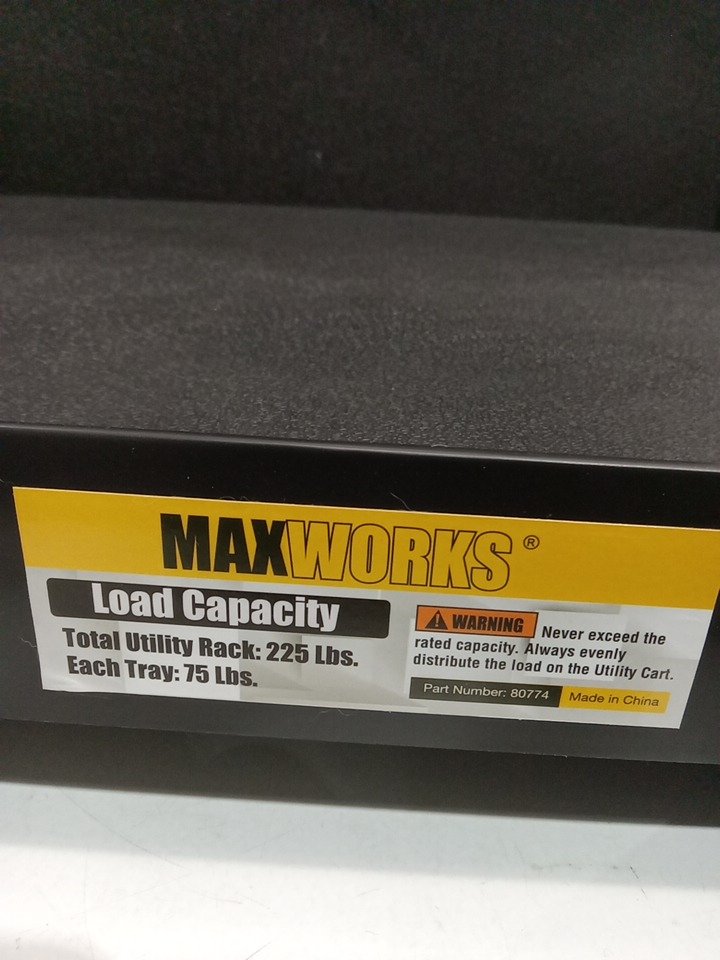 MAXWORKS®
Load Capacity
Total Utility Rack: 225 Lbs.
Each Tray: 75 Lbs.
WARNING Never exceed the
rated capacity. Always evenly
distribute the load on the Utility Cart.
Part Number: 80774
Made in China